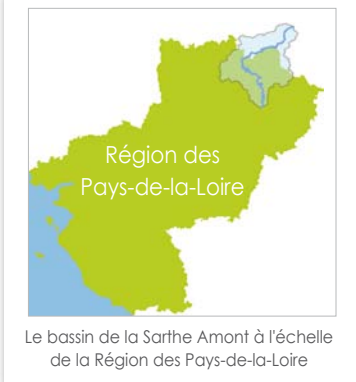 Région des
Pays-de-la-Loire
Le bassin de la Sarthe Amont à l'échelle
de la Région des Pays-de-la-Loire